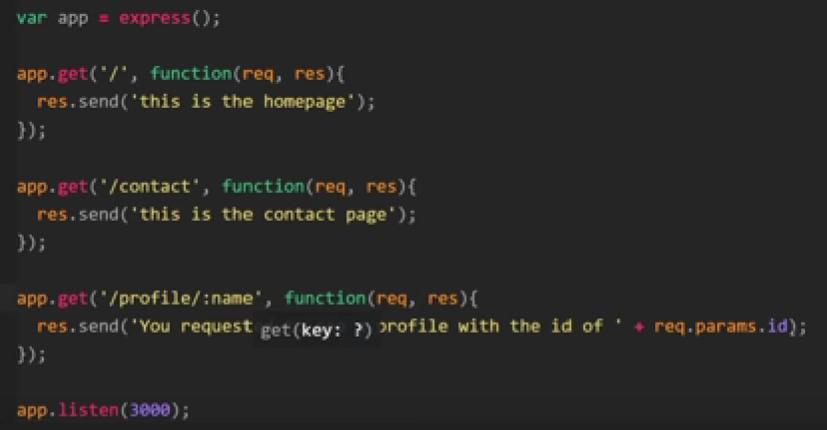 var app = express();
app.get('/', function(req, res){
res.send('this is the homepage');
});
app.get('/contact', function(req, res){
res.send('this is the contact page');
});
app.get('/profile/:name', function(req, res){
res.send('You request get(key: ?) profile with the id of ' + req.params.id);
});
app.listen(3000);